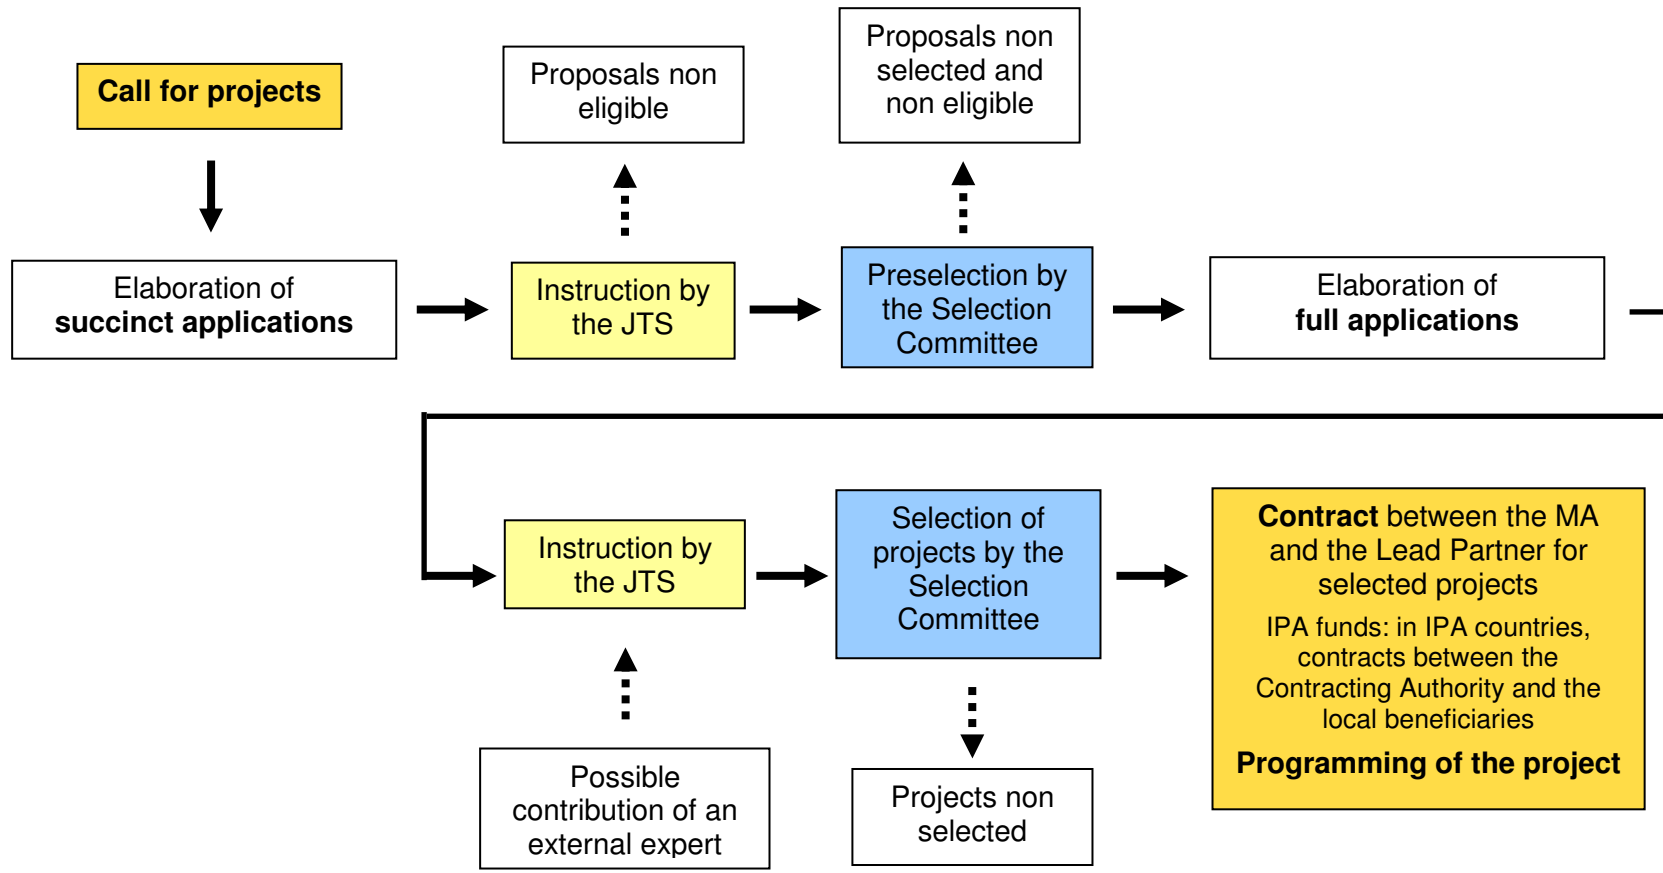 Call for projects
Proposals non
eligible
Proposals non
selected and
non eligible
Elaboration of
succinct applications
Instruction by
the JTS
Preselection by
the Selection
Committee
Elaboration of
full applications
Instruction by
the JTS
Selection of
projects by the
Selection
Committee
Contract between the MA
and the Lead Partner for
selected projects
IPA funds: in IPA countries,
contracts between the
Contracting Authority and the
local beneficiaries
Programming of the project
Possible
contribution of an
external expert
Projects non
selected